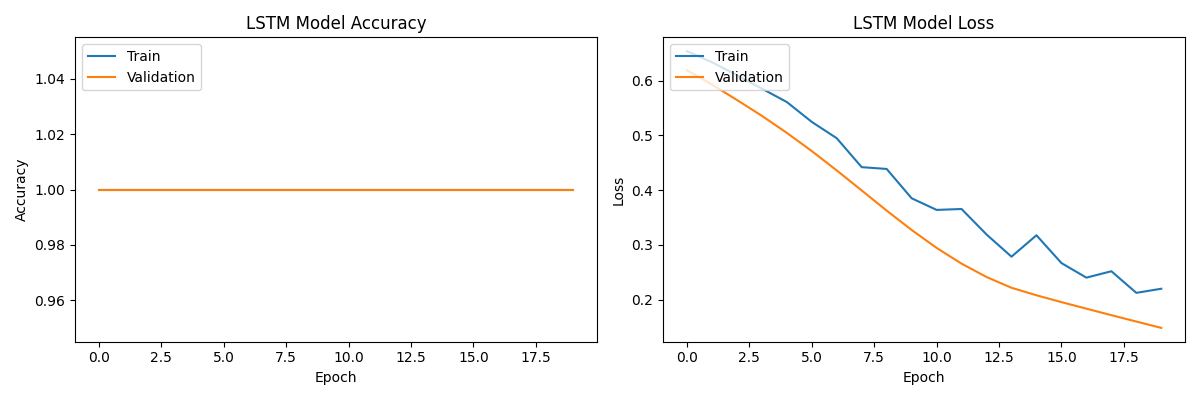 LSTM Model Accuracy
Train
Validation
1.04
1.02
1.00
0.98
0.96
Accuracy
0.0 2.5 5.0 7.5 10.0 12.5 15.0 17.5
Epoch
LSTM Model Loss
Train
Validation
0.6
0.5
0.4
0.3
0.2
Loss
0.0 2.5 5.0 7.5 10.0 12.5 15.0 17.5
Epoch